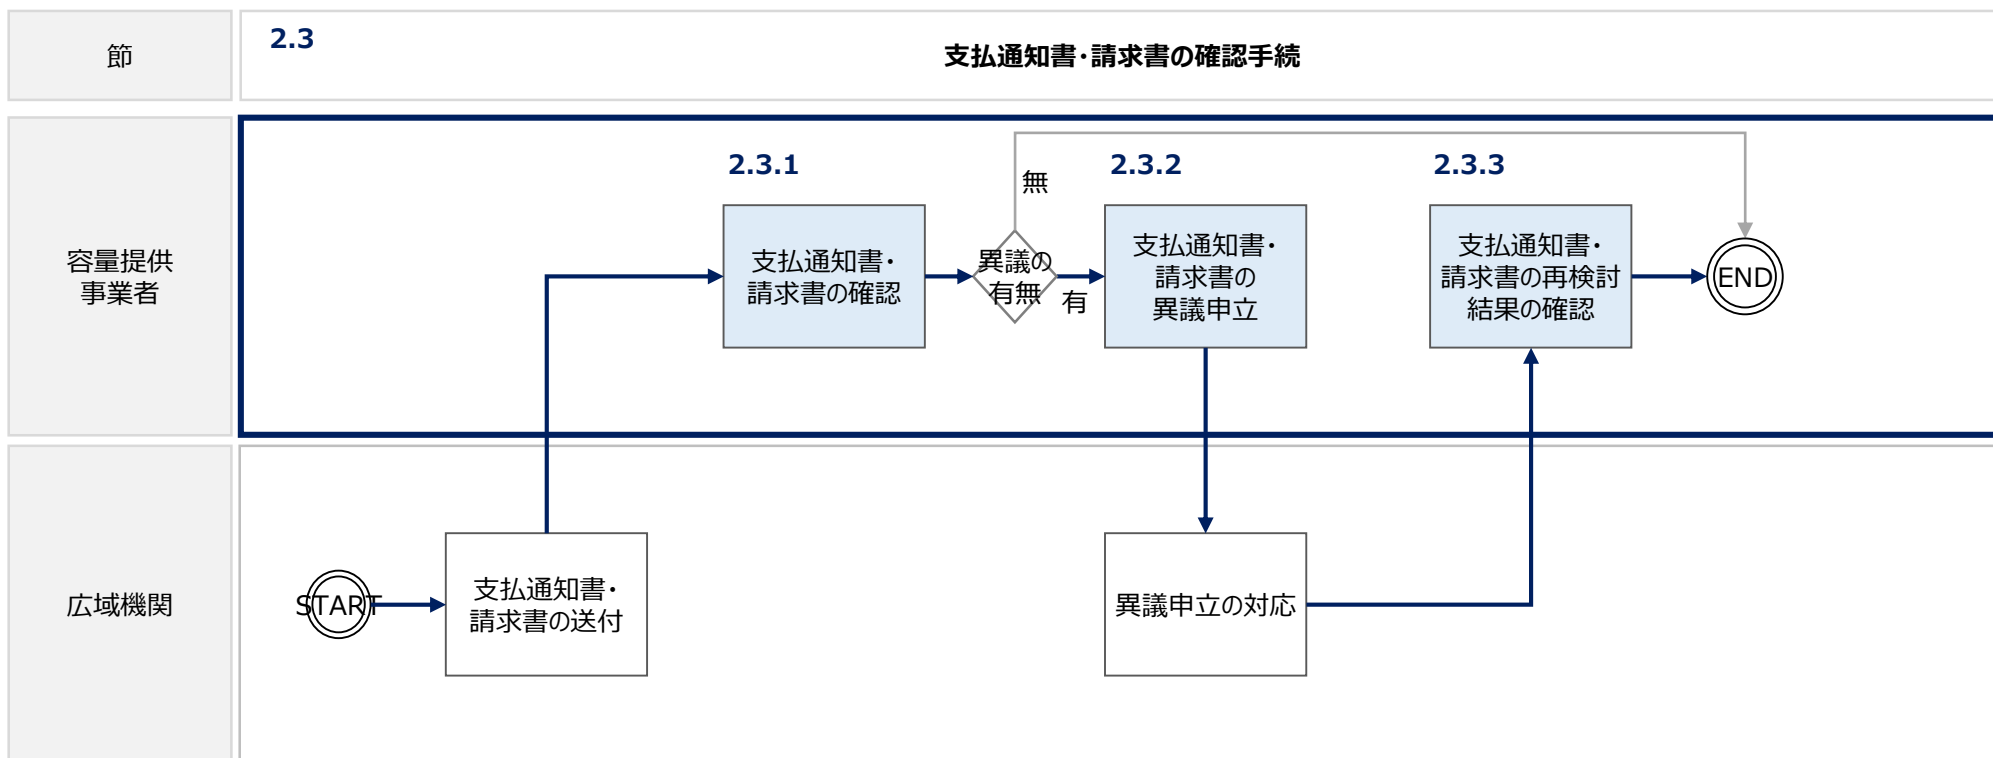 節
2.3
支払通知書・請求書の確認手続
容量提供
事業者
2.3.1
支払通知書・
請求書の確認
異議の
有無
無
有
2.3.2
支払通知書・
請求書の
異議申立
2.3.3
支払通知書・
請求書の再検討
結果の確認
END
広域機関
START
支払通知書・
請求書の送付
異議申立の対応